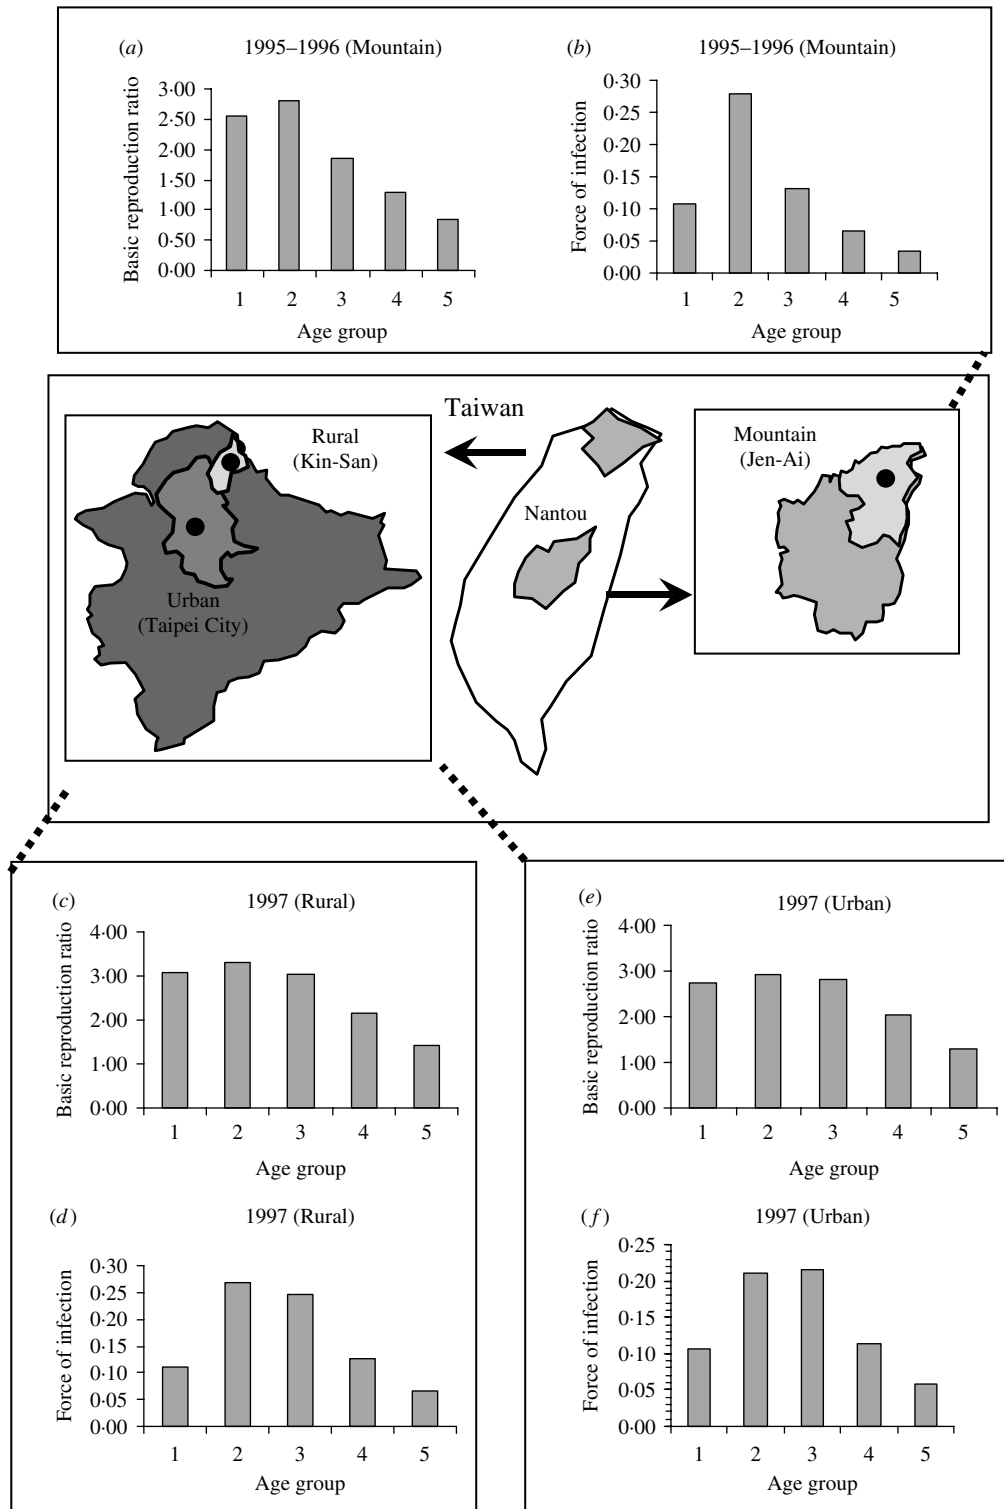 (a) 1995–1996 (Mountain)
Basic reproduction ratio
3·00
2·50
2·00
1·50
1·00
0·50
0·00
1 2 3 4 5
Age group
(b) 1995–1996 (Mountain)
Force of infection
0·30
0·25
0·20
0·15
0·10
0·05
0·00
1 2 3 4 5
Age group
Taiwan
Rural
(Kin-San)
Urban
(Taipei City)
Nantou
Mountain
(Jen-Ai)
(c) 1997 (Rural)
Basic reproduction ratio
4·00
3·00
2·00
1·00
0·00
1 2 3 4 5
Age group
(d) 1997 (Rural)
Force of infection
0·30
0·25
0·20
0·15
0·10
0·05
0·00
1 2 3 4 5
Age group
(e) 1997 (Urban)
Basic reproduction ratio
4·00
3·00
2·00
1·00
0·00
1 2 3 4 5
Age group
(f) 1997 (Urban)
Force of infection
0·25
0·20
0·15
0·10
0·05
0·00
1 2 3 4 5
Age group